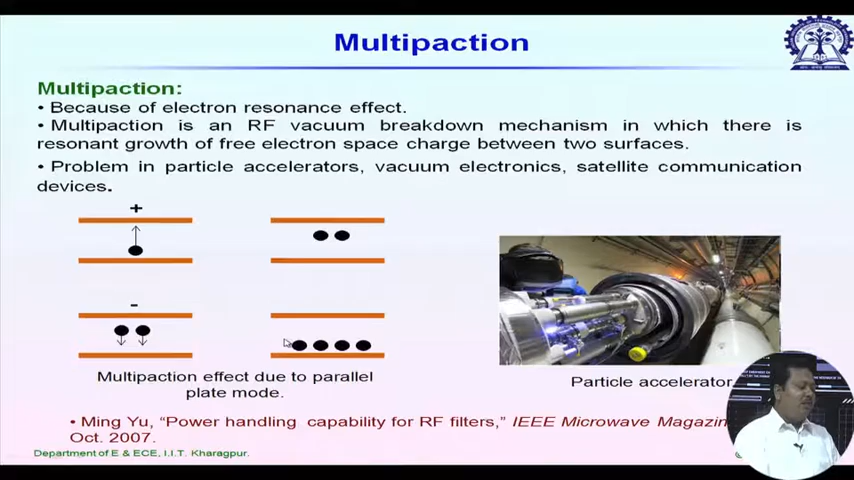 Multipaction
Multipaction:
• Because of electron resonance effect.
• Multipaction is an RF vacuum breakdown mechanism in which there is
resonant growth of free electron space charge between two surfaces.
• Problem in particle accelerators, vacuum electronics, satellite communication
devices.
+
-
Multipaction effect due to parallel
plate mode.
Particle accelerator
• Ming Yu, “Power handling capability for RF filters,” IEEE Microwave
Oct. 2007.
Department of E & ECE, I.I.T. Kharagpur.